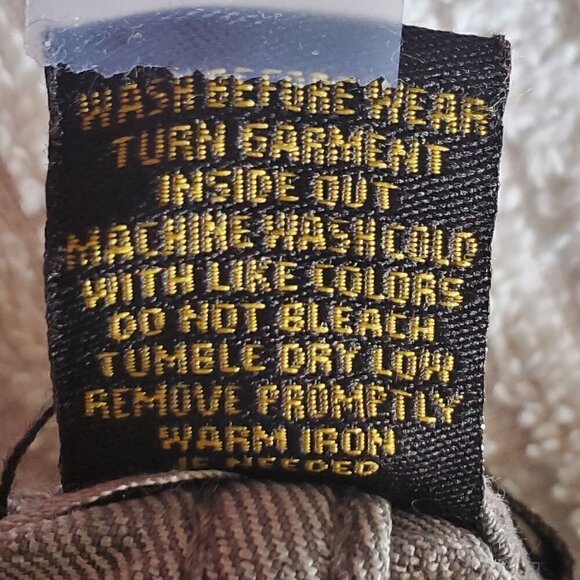 WASH BEFORE WEAR
TURN GARMENT
INSIDE OUT
MACHINE WASH COLD
WITH LIKE COLORS
DO NOT BLEACH
TUMBLE DRY LOW
REMOVE PROMPTLY
WARM IRON
IF NEEDED